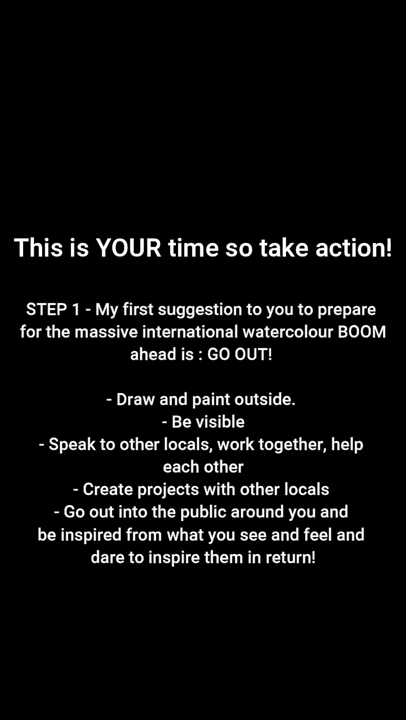 This is YOUR time so take action!
STEP 1 - My first suggestion to you to prepare
for the massive international watercolour BOOM
ahead is : GO OUT!
- Draw and paint outside.
- Be visible
- Speak to other locals, work together, help
each other
- Create projects with other locals
- Go out into the public around you and
be inspired from what you see and feel and
dare to inspire them in return!